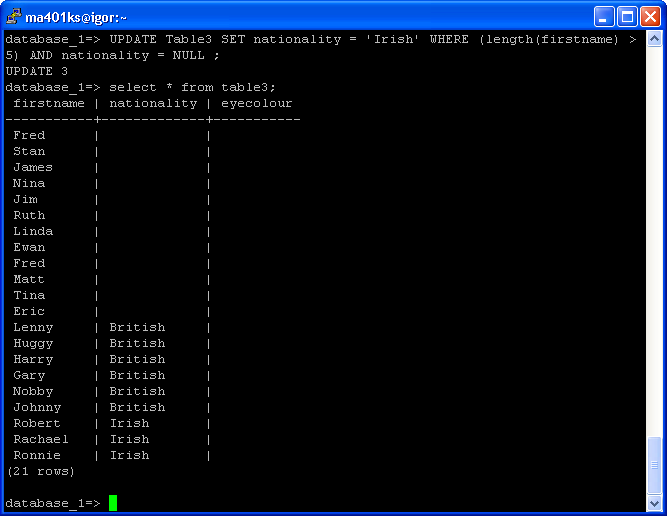 ma401ks@igor:~
database_1=> UPDATE Table3 SET nationality = 'Irish' WHERE (length(firstname) >
5) AND nationality = NULL ;
UPDATE 3
database_1=> select * from table3;
 firstname | nationality | eyecolour
-----------+-------------+-----------
 Fred      |             |
 Stan      |             |
 James     |             |
 Nina      |             |
 Jim       |             |
 Ruth      |             |
 Linda     |             |
 Ewan      |             |
 Fred      |             |
 Matt      |             |
 Tina      |             |
 Eric      |             |
 Lenny     | British     |
 Huggy     | British     |
 Harry     | British     |
 Gary      | British     |
 Nobby     | British     |
 Johnny    | British     |
 Robert    | Irish       |
 Rachael   | Irish       |
 Ronnie    | Irish       |
(21 rows)
database_1=>